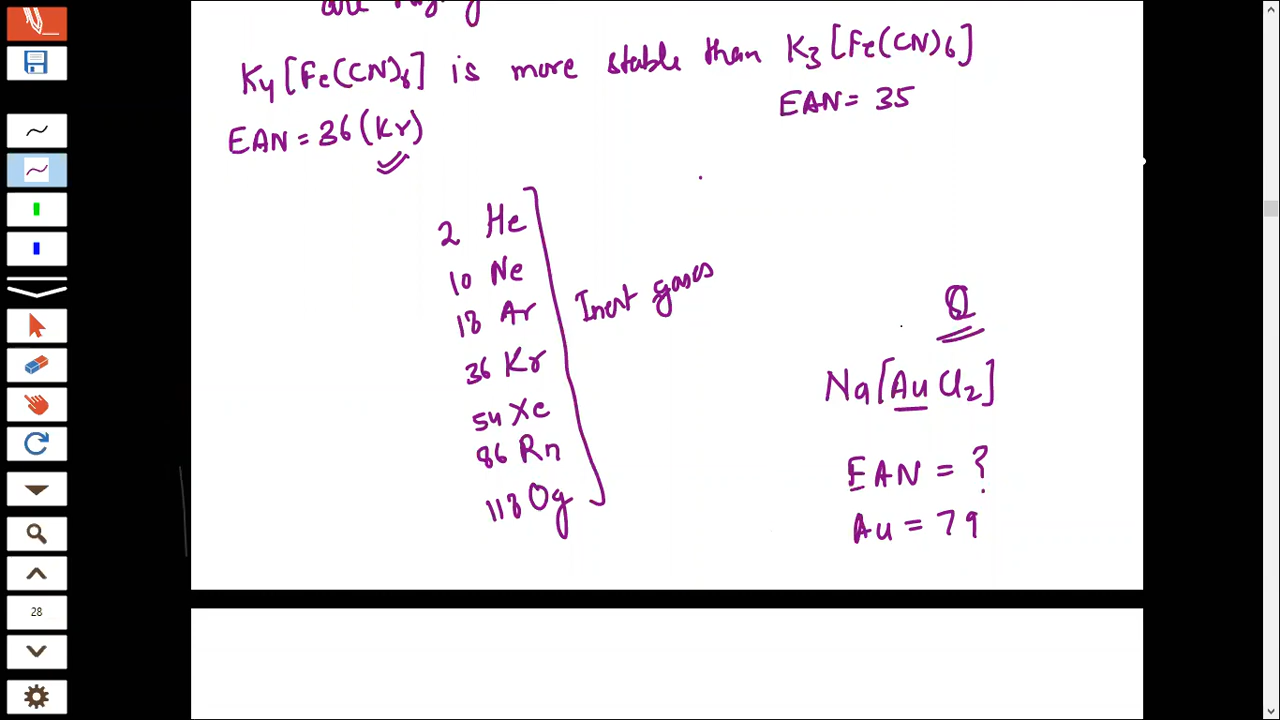 K4[Fe(CN)6] is more stable than K3[Fe(CN)6]
EAN = 36 (Kr)
EAN = 35
2 He
10 Ne
18 Ar
36 Kr
54 Xe
86 Rn
118 Og
Inert gases
Q
Na[AuCl2]
EAN = ?
Au = 79
28